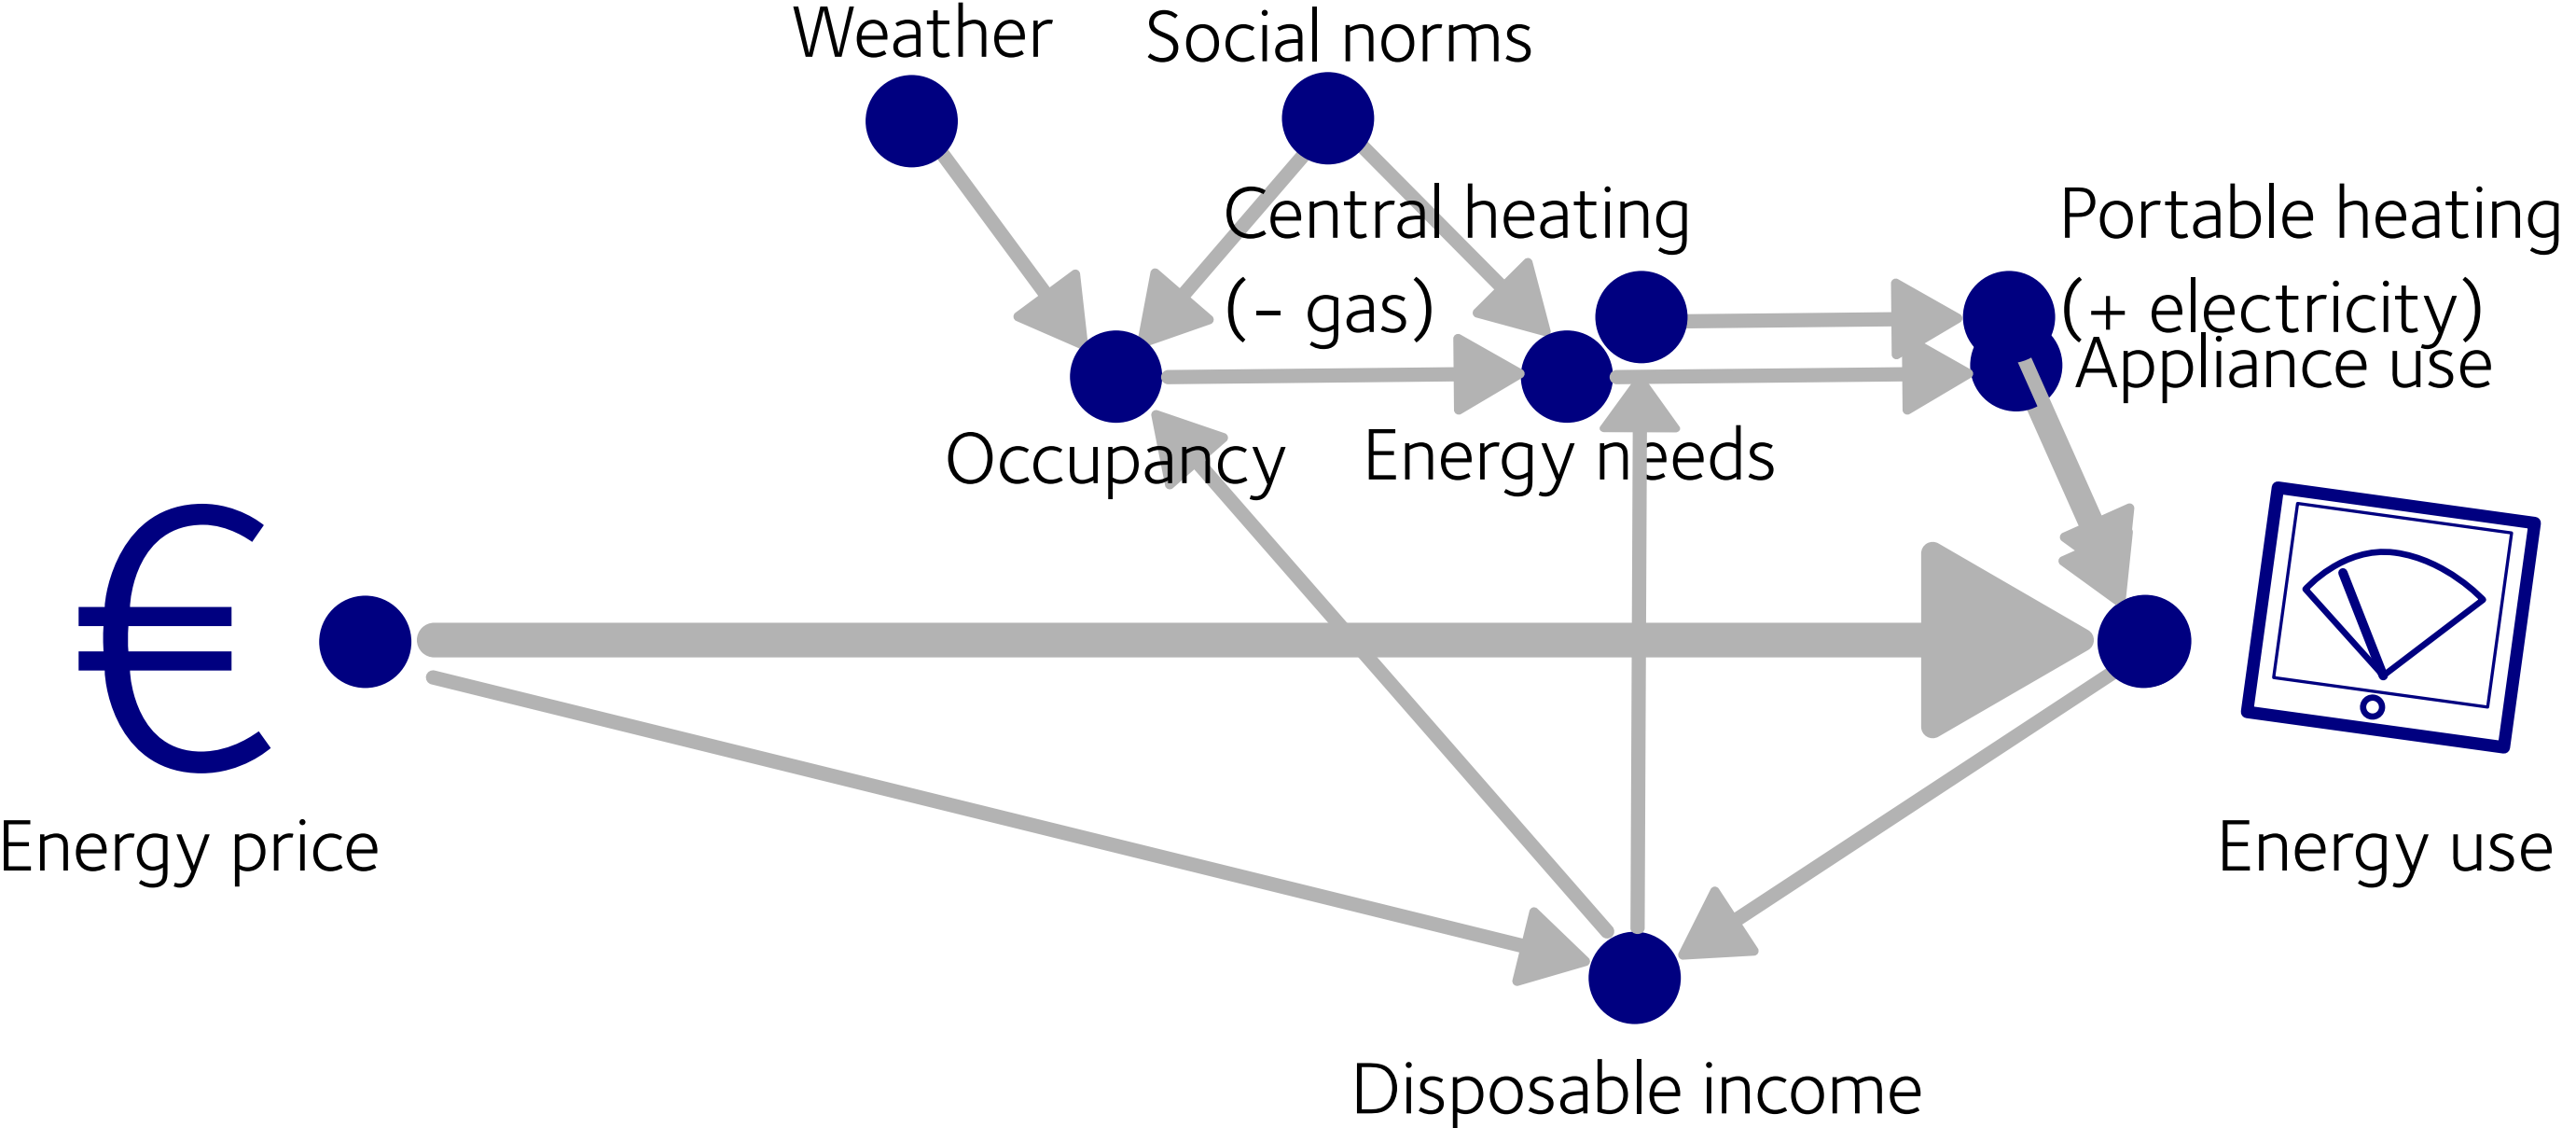 Weather
Social norms
Central heating
(- gas)
Portable heating
(+ electricity)
Appliance use
Occupancy
Energy needs
€
Energy price
Energy use
Disposable income